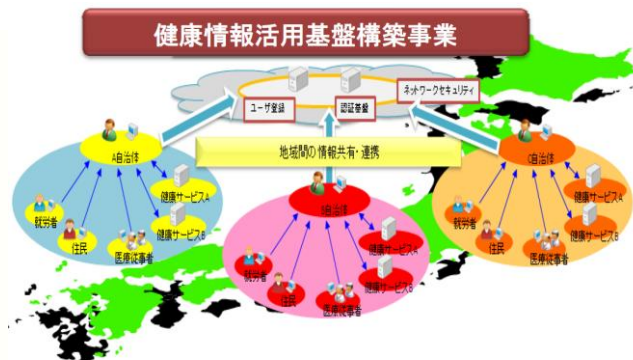 健康情報活用基盤構築事業
ネットワークセキュリティ
ユーザ登録
認証基盤
地域間の情報共有・連携
A自治体
就労者
住民
医療従事者
健康サービスA
健康サービスB
B自治体
就労者
住民
医療従事者
健康サービスA
健康サービスB
C自治体
就労者
住民
医療従事者
健康サービスA
健康サービスB